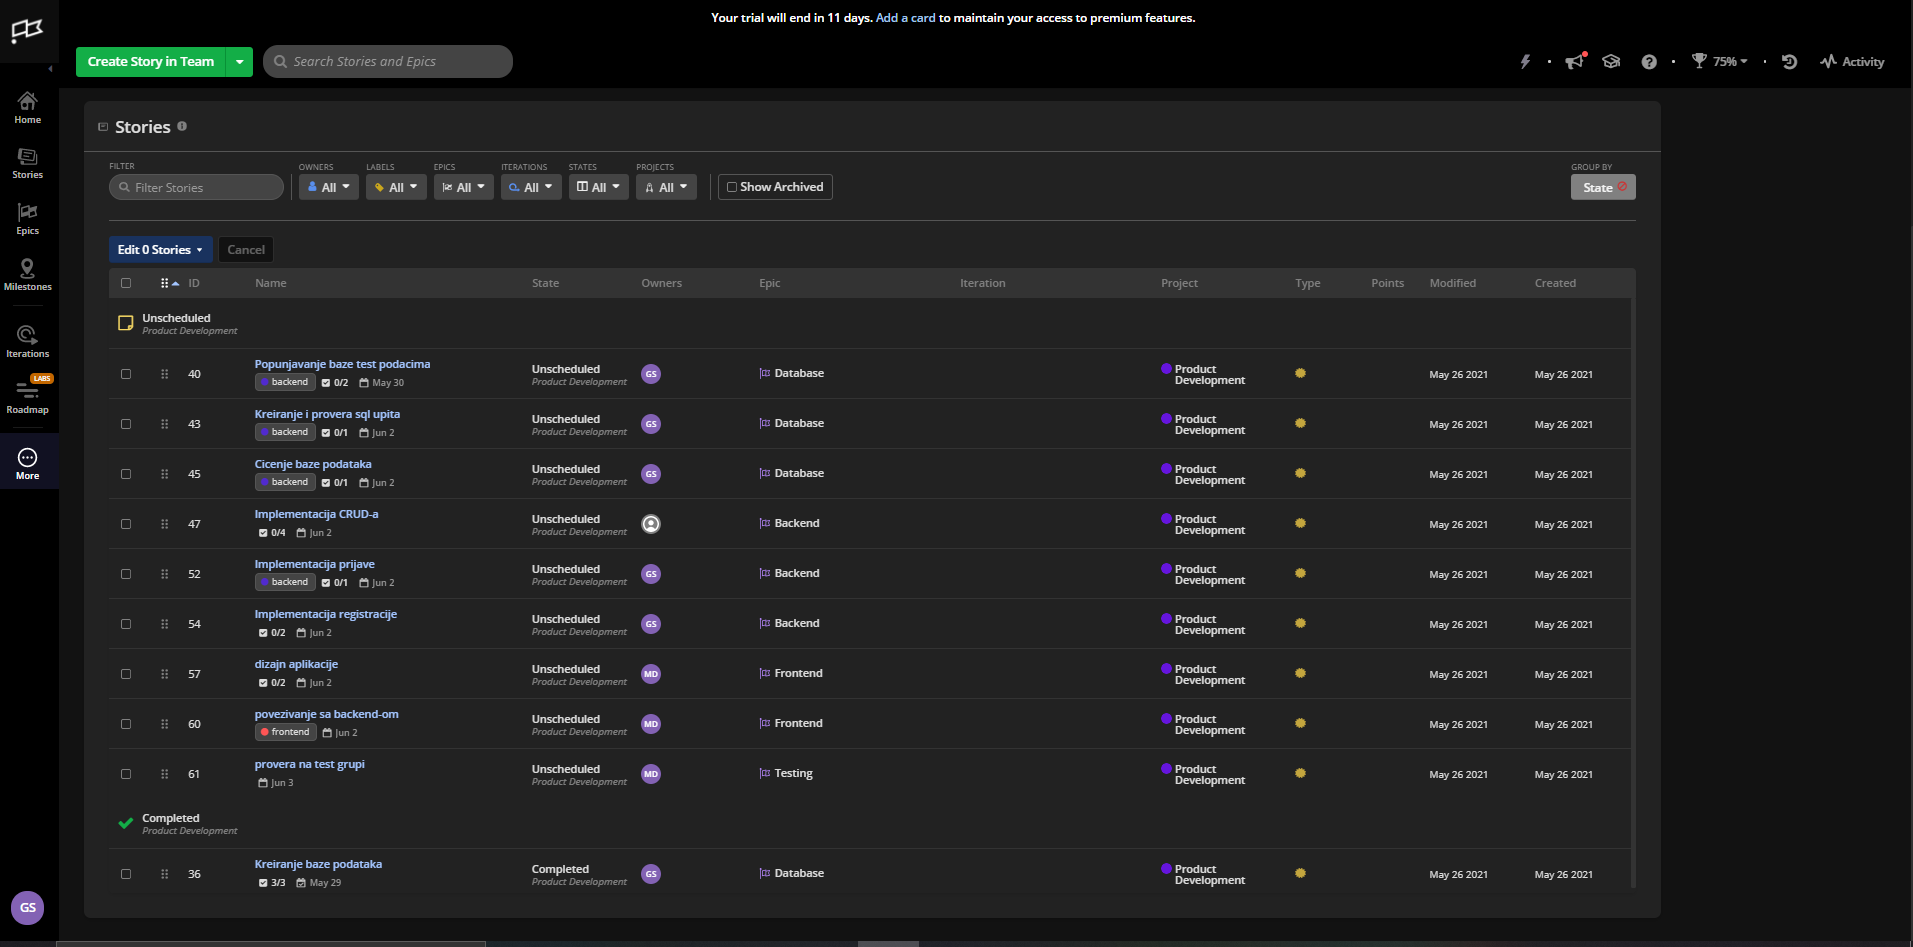 Your trial will end in 11 days. Add a card to maintain your access to premium features.
Create Story in Team
Search Stories and Epics
75%
Activity
Home
Stories
Epics
Milestones
Iterations
LABS
Roadmap
More
GS
Stories
FILTER
Filter Stories
OWNERS
All
LABELS
All
EPICS
All
ITERATIONS
All
STATES
All
PROJECTS
All
Show Archived
GROUP BY
State
Edit 0 Stories
Cancel
ID Name State Owners Epic Iteration Project Type Points Modified Created
Unscheduled
Product Development
40 Popunjavanje baze test podacima Unscheduled GS Database Product May 26 2021 May 26 2021
backend 0/2 May 30 Product Development Development
43 Kreiranje i provera sql upita Unscheduled GS Database Product May 26 2021 May 26 2021
backend 0/1 Jun 2 Product Development Development
45 Cicenje baze podataka Unscheduled GS Database Product May 26 2021 May 26 2021
backend 0/1 Jun 2 Product Development Development
47 Implementacija CRUD-a Unscheduled Backend Product May 26 2021 May 26 2021
0/4 Jun 2 Product Development Development
52 Implementacija prijave Unscheduled GS Backend Product May 26 2021 May 26 2021
backend 0/1 Jun 2 Product Development Development
54 Implementacija registracije Unscheduled GS Backend Product May 26 2021 May 26 2021
0/2 Jun 2 Product Development Development
57 dizajn aplikacije Unscheduled MD Frontend Product May 26 2021 May 26 2021
0/2 Jun 2 Product Development Development
60 povezivanje sa backend-om Unscheduled MD Frontend Product May 26 2021 May 26 2021
frontend Jun 2 Product Development Development
61 provera na test grupi Unscheduled MD Testing Product May 26 2021 May 26 2021
Jun 3 Product Development Development
Completed
Product Development
36 Kreiranje baze podataka Completed GS Database Product May 26 2021 May 26 2021
3/3 May 29 Product Development Development